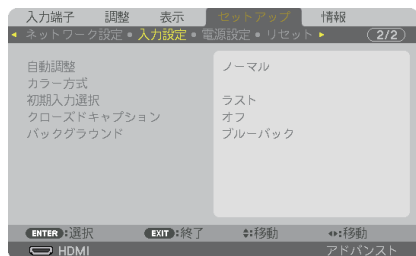 入力端子 調整 表示 セットアップ 情報
ネットワーク設定 ● 入力設定 ● 電源設定 ● リセット 2/2
自動調整 ノーマル
カラー方式
初期入力選択 ラスト
クローズドキャプション オフ
バックグラウンド ブルーバック
ENTER:選択 EXIT:終了 :移動 :移動
HDMI アドバンスト